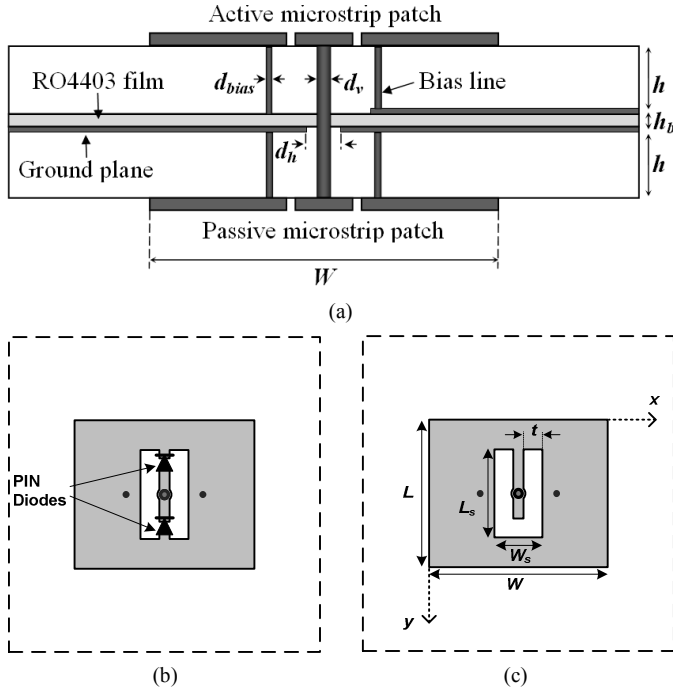 Active microstrip patch
RO4403 film
d_bias
d_v
Bias line
h
h_b
d_h
Ground plane
h
Passive microstrip patch
W
(a)
PIN
Diodes
x
t
L
L_s
W_s
W
y
(b)
(c)